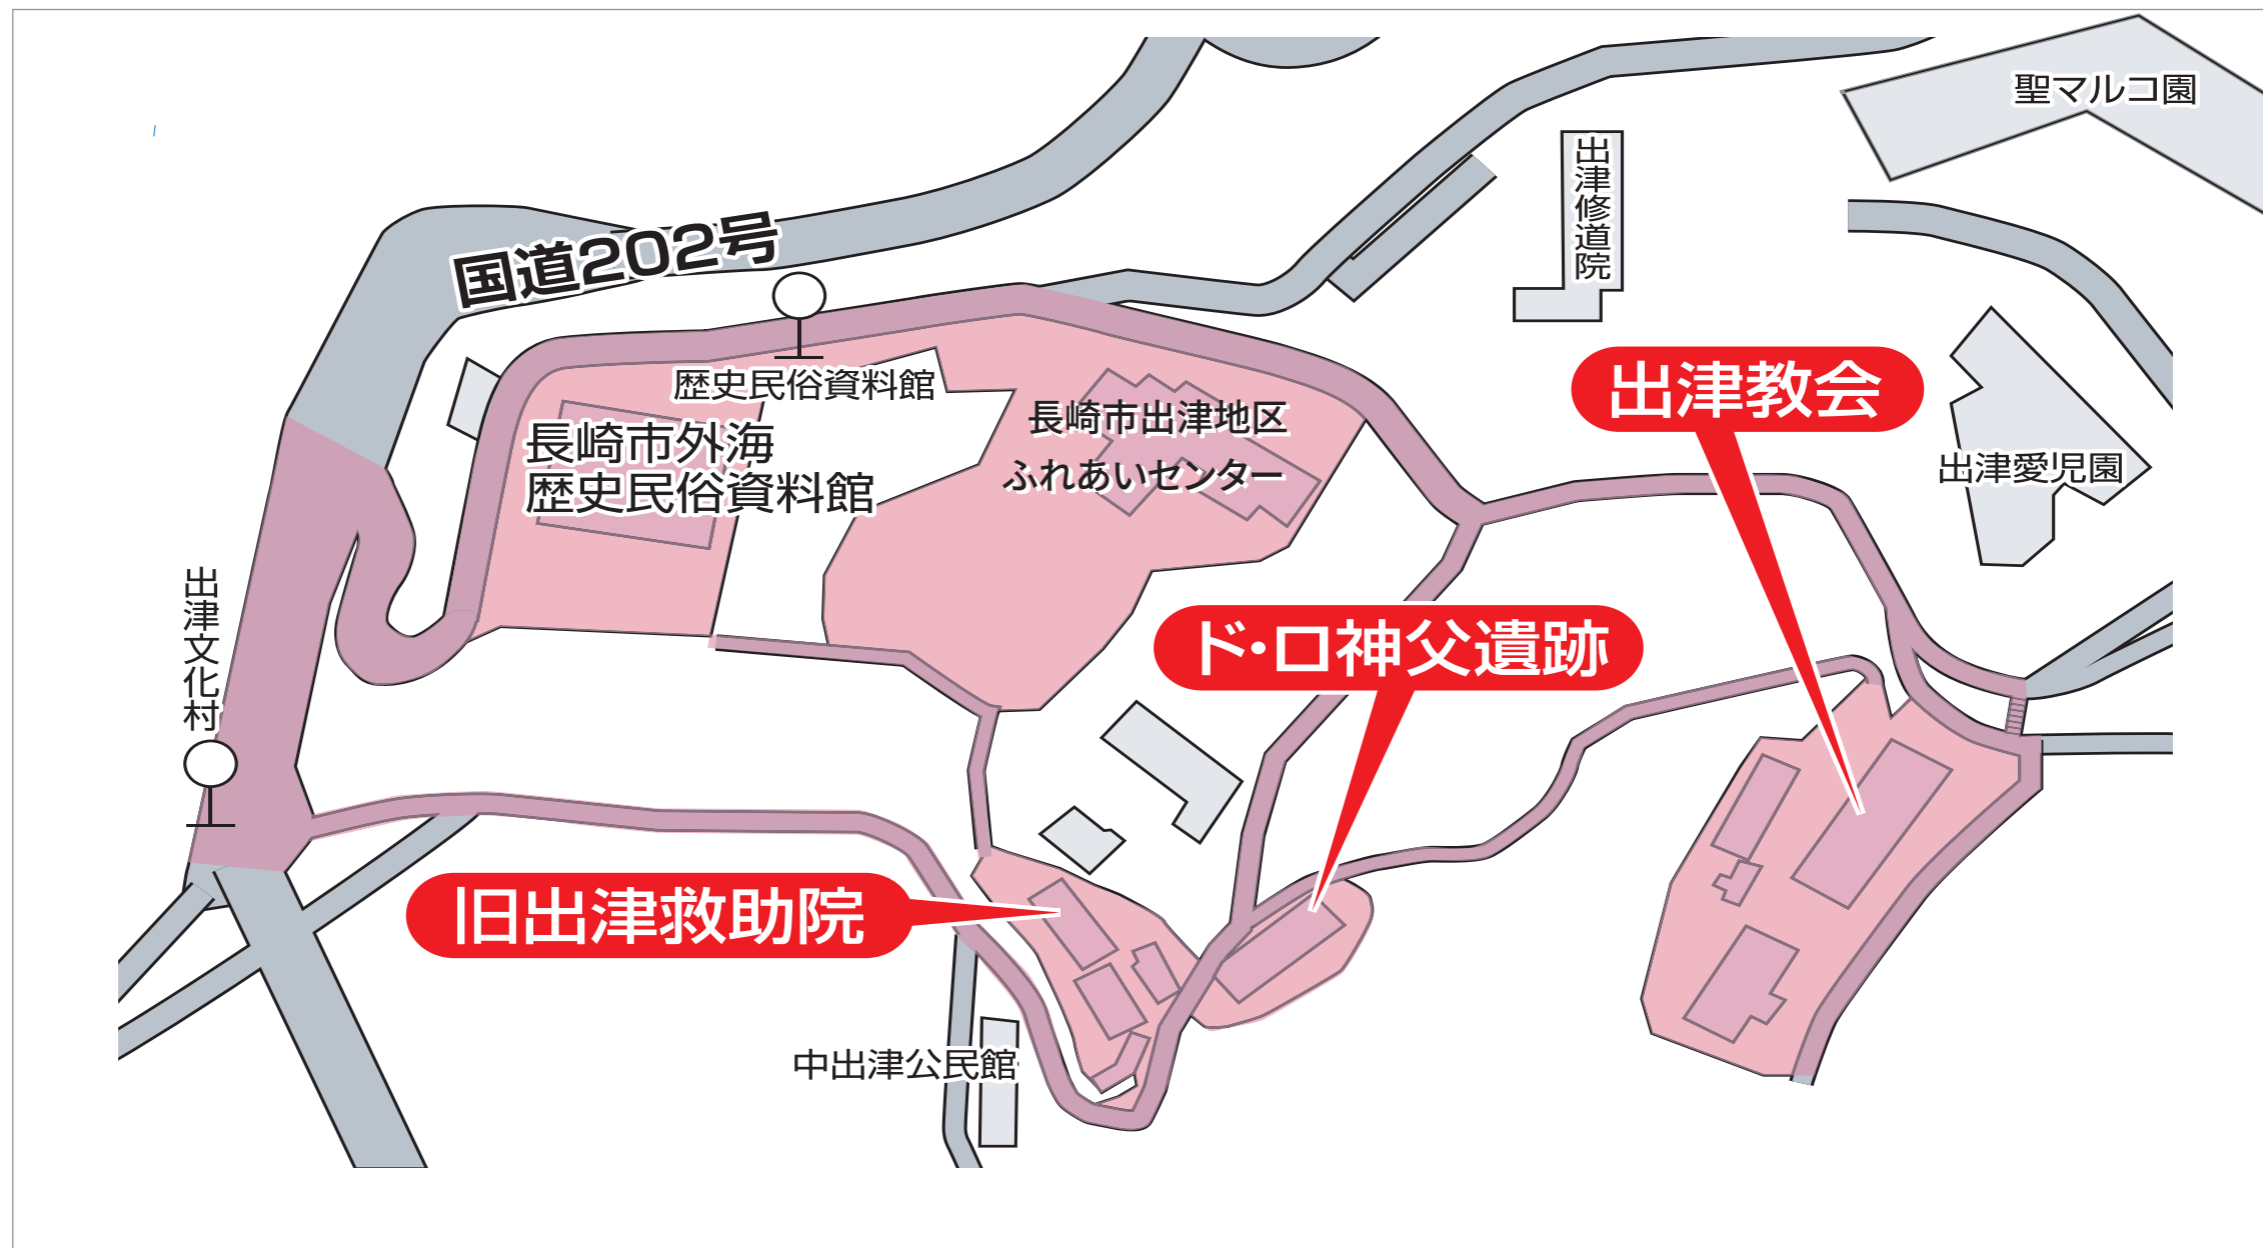 聖マルコ園
出津修道院
国道202号
歴史民俗資料館
長崎市出津地区
ふれあいセンター
出津教会
長崎市外海
歴史民俗資料館
出津愛児園
出津文化村
ド・ロ神父遺跡
旧出津救助院
中出津公民館